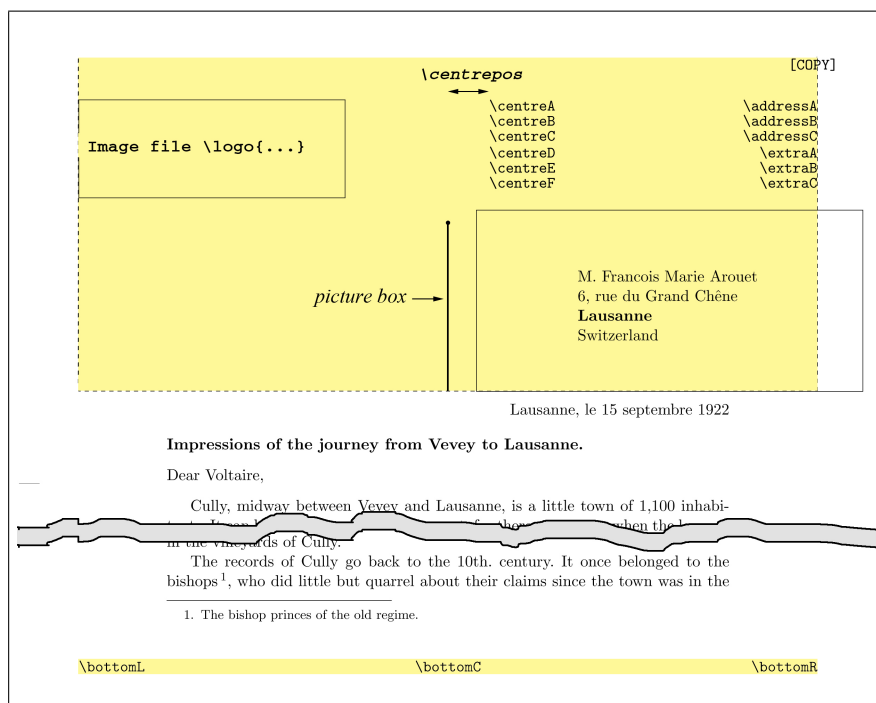 [COPY]
\centrepos
\centreA
\centreB
\centreC
\centreD
\centreE
\centreF
\addressA
\addressB
\addressC
\extraA
\extraB
\extraC
Image file \logo{...}
picture box
M. Francois Marie Arouet
6, rue du Grand Chêne
Lausanne
Switzerland
Lausanne, le 15 septembre 1922
Impressions of the journey from Vevey to Lausanne.
Dear Voltaire,
Cully, midway between Vevey and Lausanne, is a little town of 1,100 inhabi-
when the
in the vineyards of Cully.
The records of Cully go back to the 10th. century. It once belonged to the
bishops 1, who did little but quarrel about their claims since the town was in the
1. The bishop princes of the old regime.
\bottomL \bottomC \bottomR